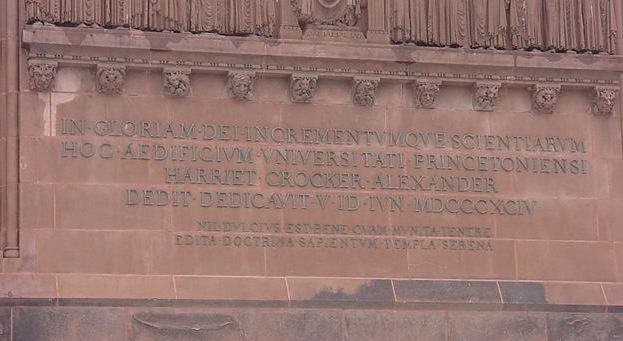 IN·GLORIAM·DEI·INCREMENTVMQVE·SCIENTIARVM
HOC·AEDIFICIVM·VNIVERSITATI·PRINCETONIENSI
HARRIET·CROCKER·ALEXANDER
DEDIT·DEDICAVIT·V·ID·IVN·MDCCCXCIV
NIL·DVLCIVS·EST·BENE·QVAM·MVNITA·TENERE
EDITA·DOCTRINA·SAPIENTVM·TEMPLA·SERENA